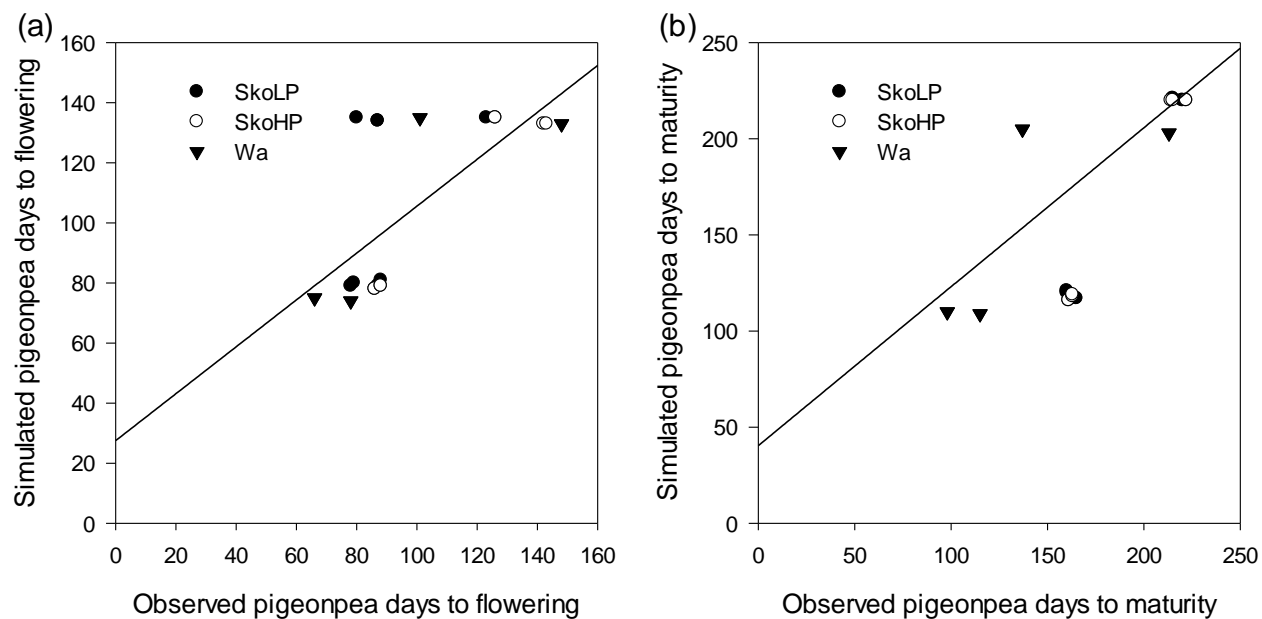 (a)
Simulated pigeonpea days to flowering
160
140
120
100
80
60
40
20
0
SkoLP
SkoHP
Wa
0 20 40 60 80 100 120 140 160
Observed pigeonpea days to flowering
(b)
Simulated pigeonpea days to maturity
250
200
150
100
50
0
SkoLP
SkoHP
Wa
0 50 100 150 200 250
Observed pigeonpea days to maturity